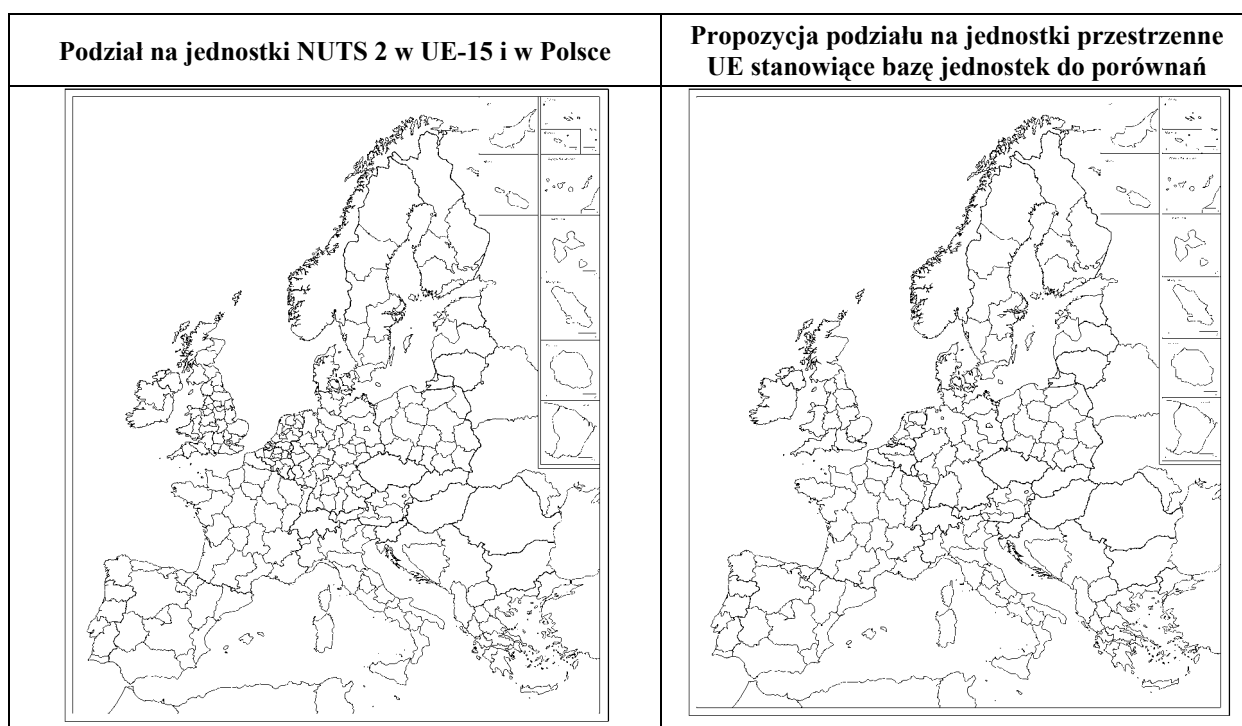 Podział na jednostki NUTS 2 w UE-15 i w Polsce
Propozycja podziału na jednostki przestrzenne
UE stanowiące bazę jednostek do porównań